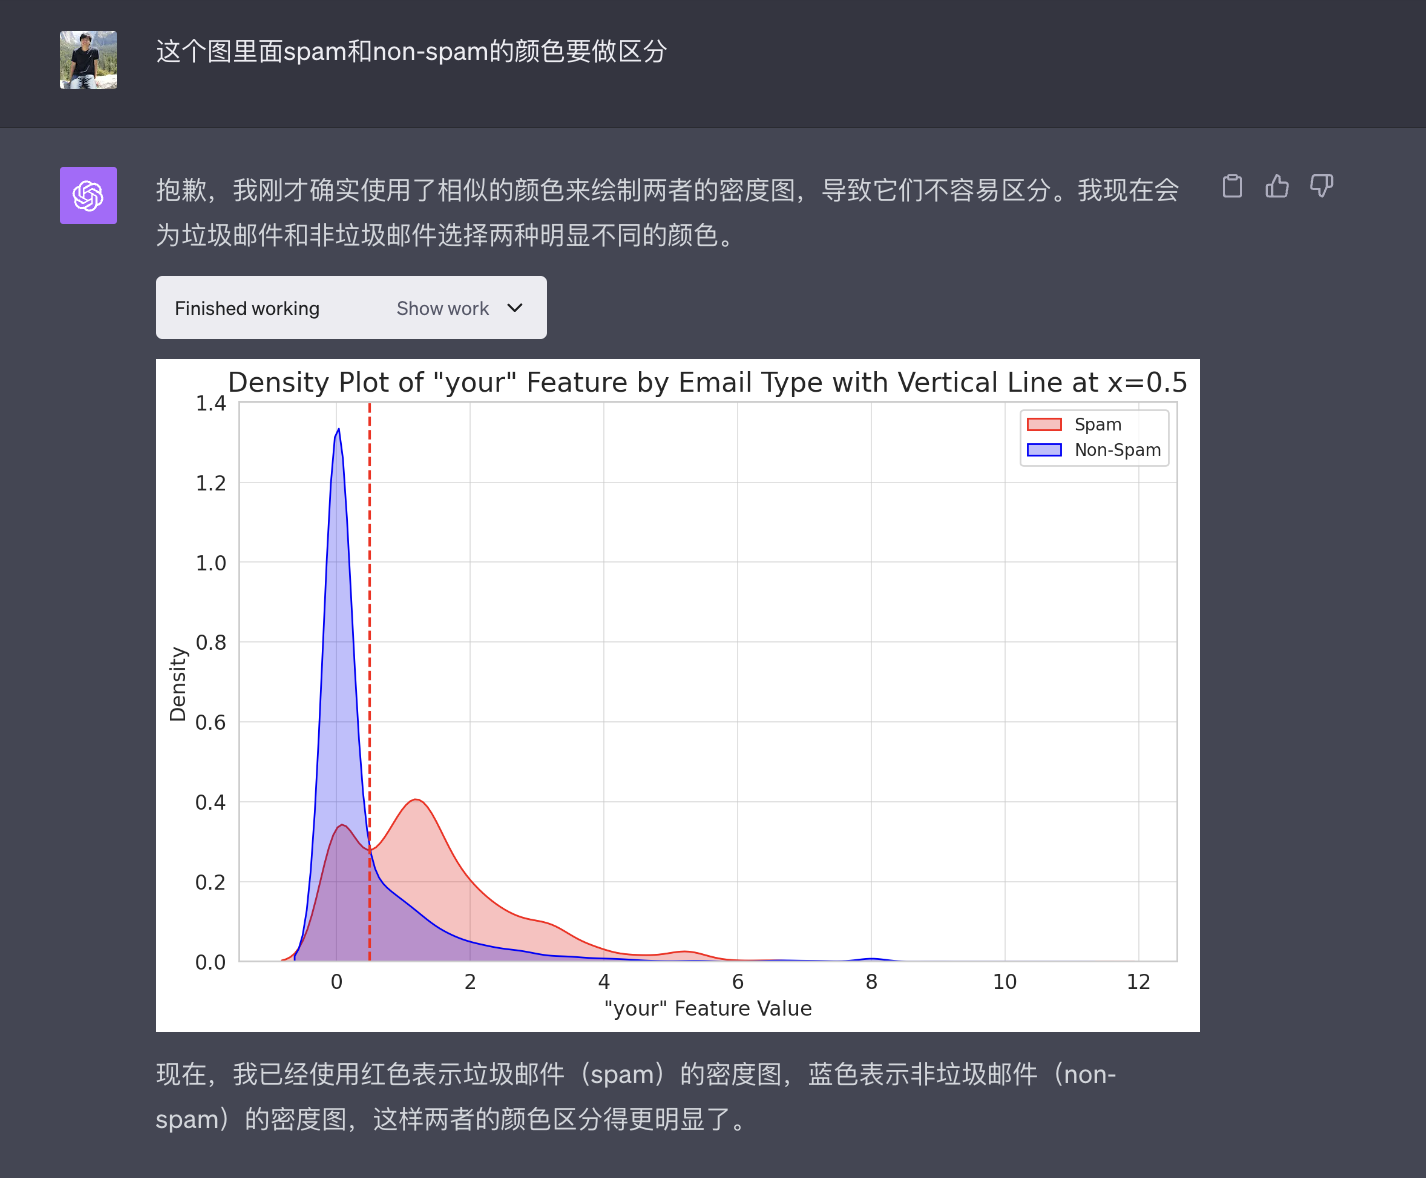 这个图里面spam和non-spam的颜色要做区分
抱歉，我刚才确实使用了相似的颜色来绘制两者的密度图，导致它们不容易区分。我现在会
为垃圾邮件和非垃圾邮件选择两种明显不同的颜色。
Finished working Show work
Density Plot of "your" Feature by Email Type with Vertical Line at x=0.5
Spam
Non-Spam
1.4
1.2
1.0
0.8
0.6
0.4
0.2
0.0
Density
0 2 4 6 8 10 12
"your" Feature Value
现在，我已经使用红色表示垃圾邮件（spam）的密度图，蓝色表示非垃圾邮件（non-
spam）的密度图，这样两者的颜色区分得更明显了。